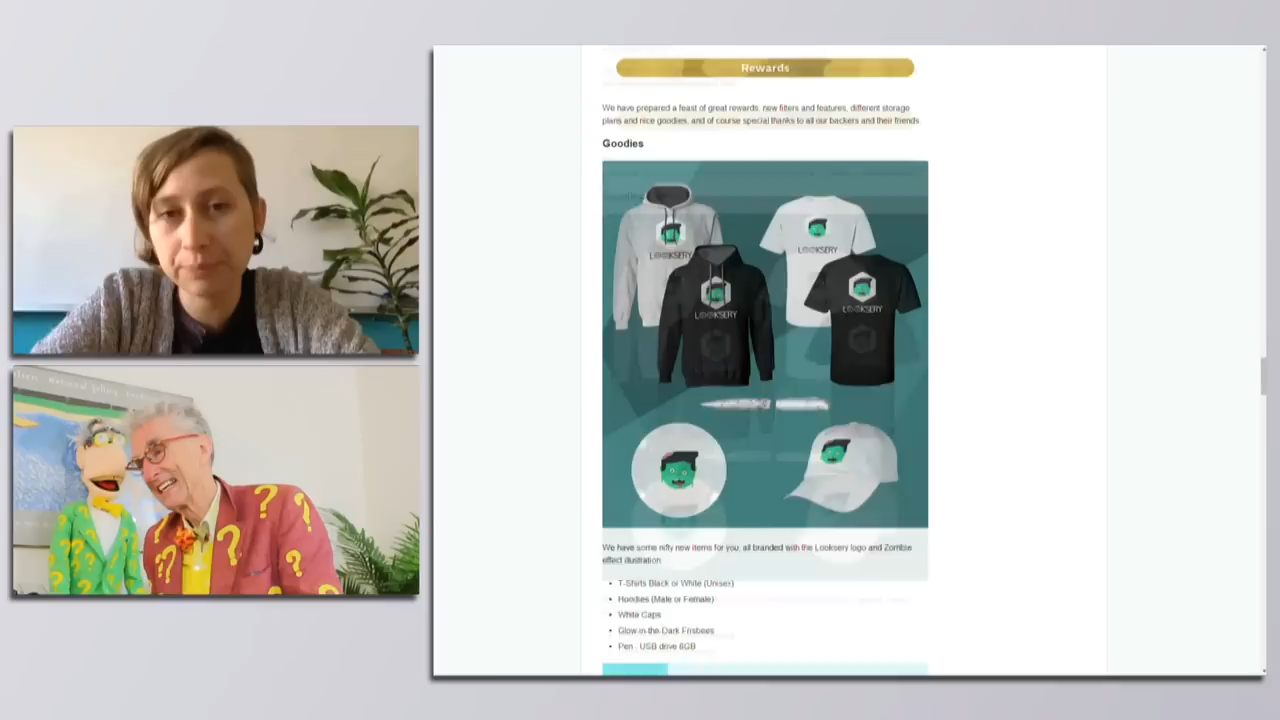 Rewards
We have prepared a feast of great rewards, new filters and features, different storage
plans and nice goodies, and of course special thanks to all our backers and their friends
Goodies
LOOKSERY
LOOKSERY
LOOKSERY
LOOKSERY
We have some nifty new items for you, all branded with the Looksery logo and Zombie
effect illustration
• T-Shirts Black or White (Unisex)
• Hoodies (Male or Female)
• White Caps
• Glow in the Dark Frisbees
• Pen - USB drive 8GB
? ? ? ? ?